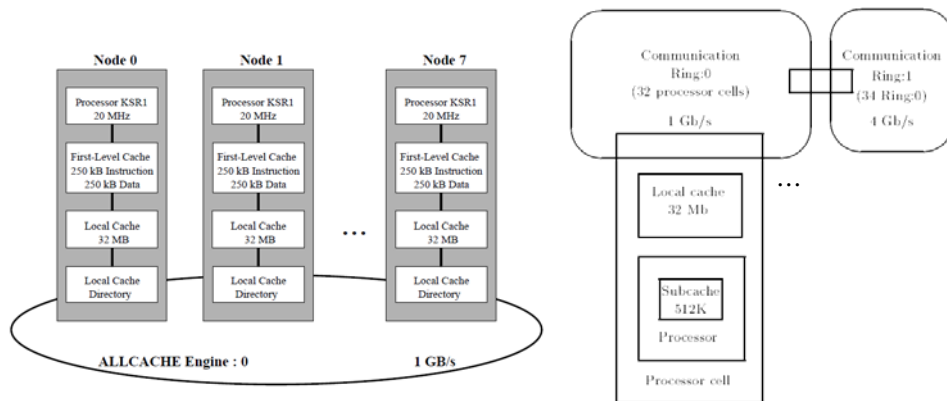 Node 0
Processor KSR1
20 MHz
First-Level Cache
250 kB Instruction
250 kB Data
Local Cache
32 MB
Local Cache
Directory
Node 1
Processor KSR1
20 MHz
First-Level Cache
250 kB Instruction
250 kB Data
Local Cache
32 MB
Local Cache
Directory
...
Node 7
Processor KSR1
20 MHz
First-Level Cache
250 kB Instruction
250 kB Data
Local Cache
32 MB
Local Cache
Directory
ALLCACHE Engine : 0
1 GB/s
Communication
Ring:0
(32 processor cells)
1 Gb/s
Communication
Ring:1
(34 Ring:0)
4 Gb/s
...
Local cache
32 Mb
Subcache
512K
Processor
Processor cell